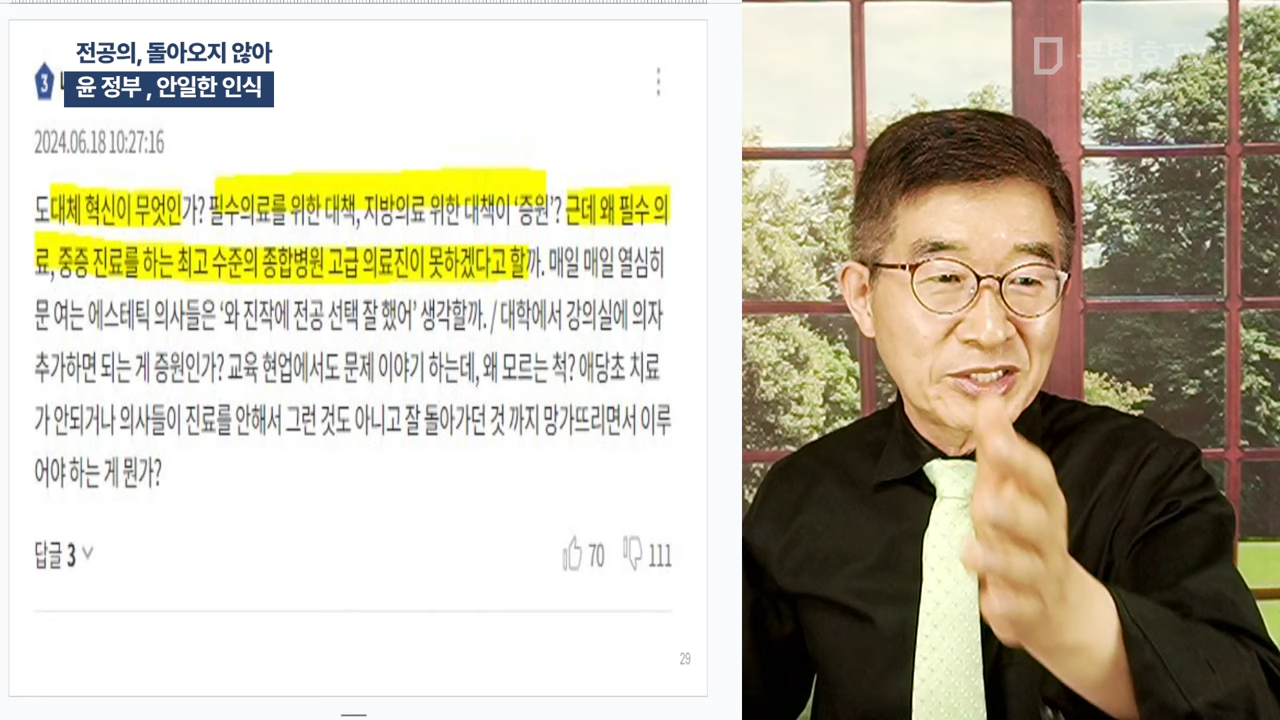 전공의, 돌아오지 않아
윤 정부 , 안일한 인식
3
2024.06.18 10:27:16
도대체 혁신이 무엇인가? 필수의료를 위한 대책, 지방의료 위한 대책이 '증원'? 근데 왜 필수 의
료, 중증 진료를 하는 최고 수준의 종합병원 고급 의료진이 못하겠다고 할까. 매일 매일 열심히
문 여는 에스테틱 의사들은 '와 진작에 전공 선택 잘 했어' 생각할까. / 대학에서 강의실에 의자
추가하면 되는 게 증원인가? 교육 현업에서도 문제 이야기 하는데, 왜 모르는 척? 애당초 치료
가 안되거나 의사들이 진료를 안해서 그런 것도 아니고 잘 돌아가던 것 까지 망가뜨리면서 이루
어야 하는 게 뭔가?
답글 3
70 111
29
공병호TV